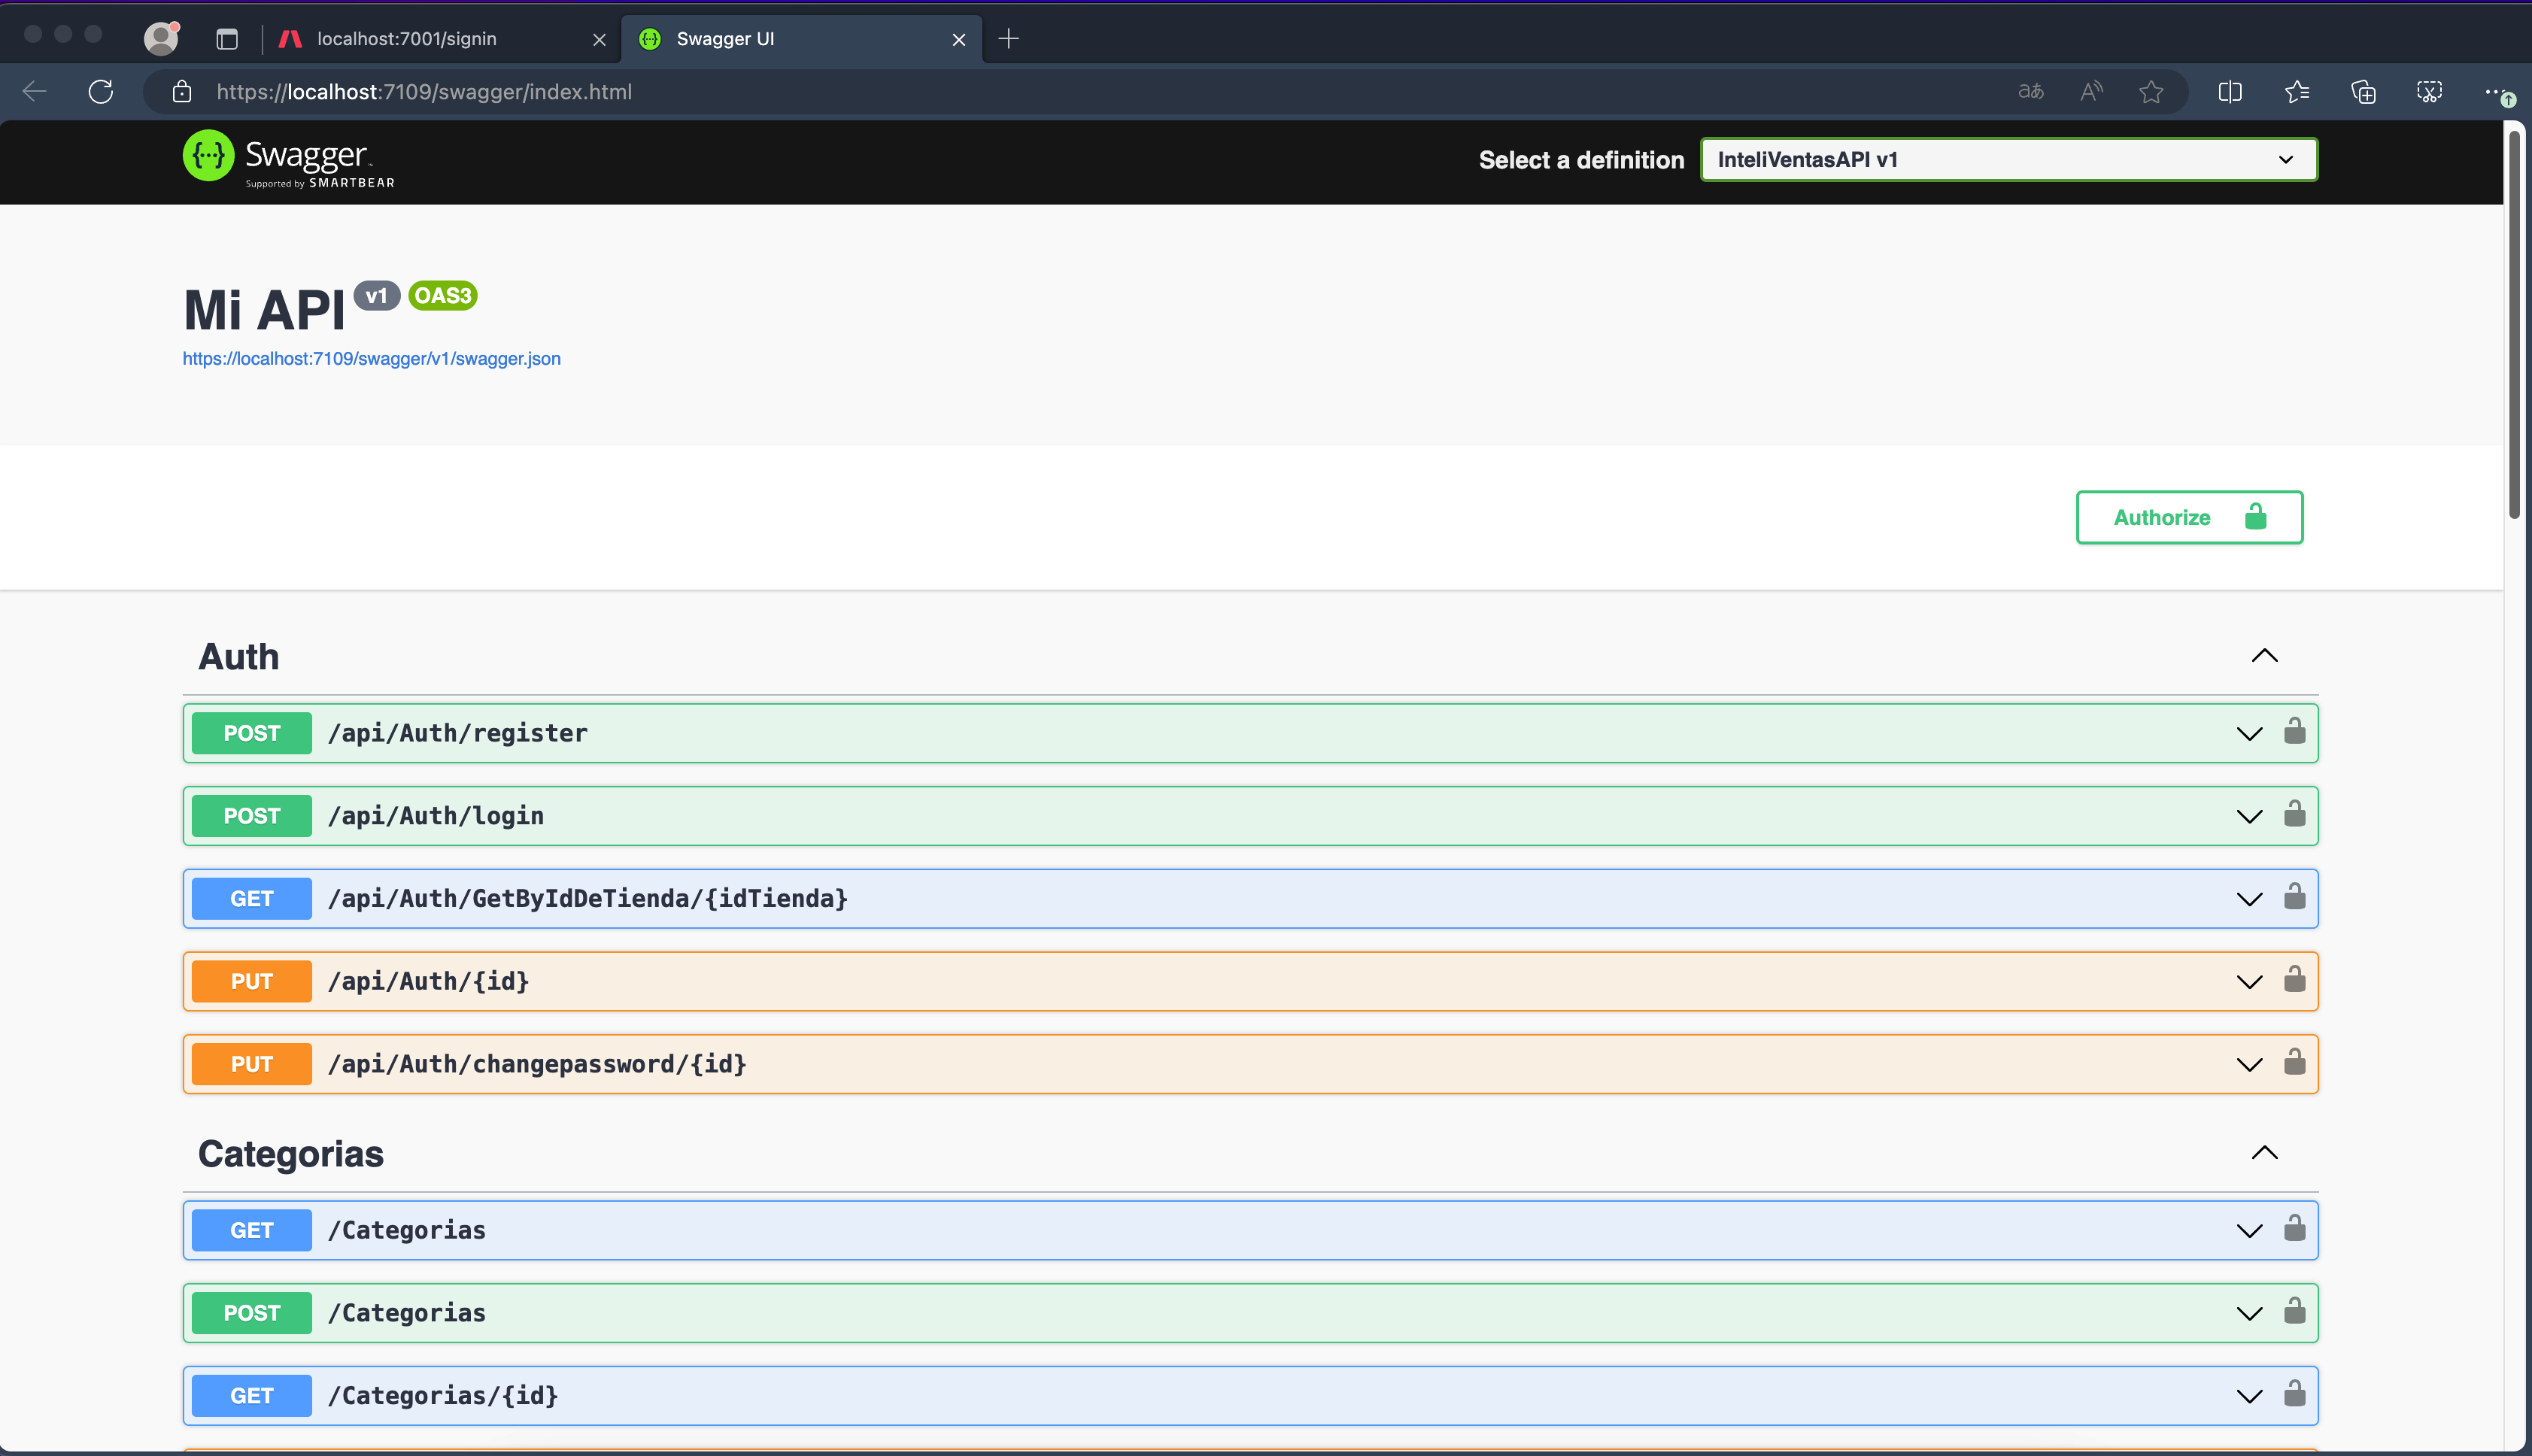 localhost:7001/signin
Swagger UI
https://localhost:7109/swagger/index.html
Swagger
Supported by SMARTBEAR
Select a definition
InteliVentasAPI v1
Mi API v1 OAS3
https://localhost:7109/swagger/v1/swagger.json
Authorize
Auth
POST /api/Auth/register
POST /api/Auth/login
GET /api/Auth/GetByIdDeTienda/{idTienda}
PUT /api/Auth/{id}
PUT /api/Auth/changepassword/{id}
Categorias
GET /Categorias
POST /Categorias
GET /Categorias/{id}